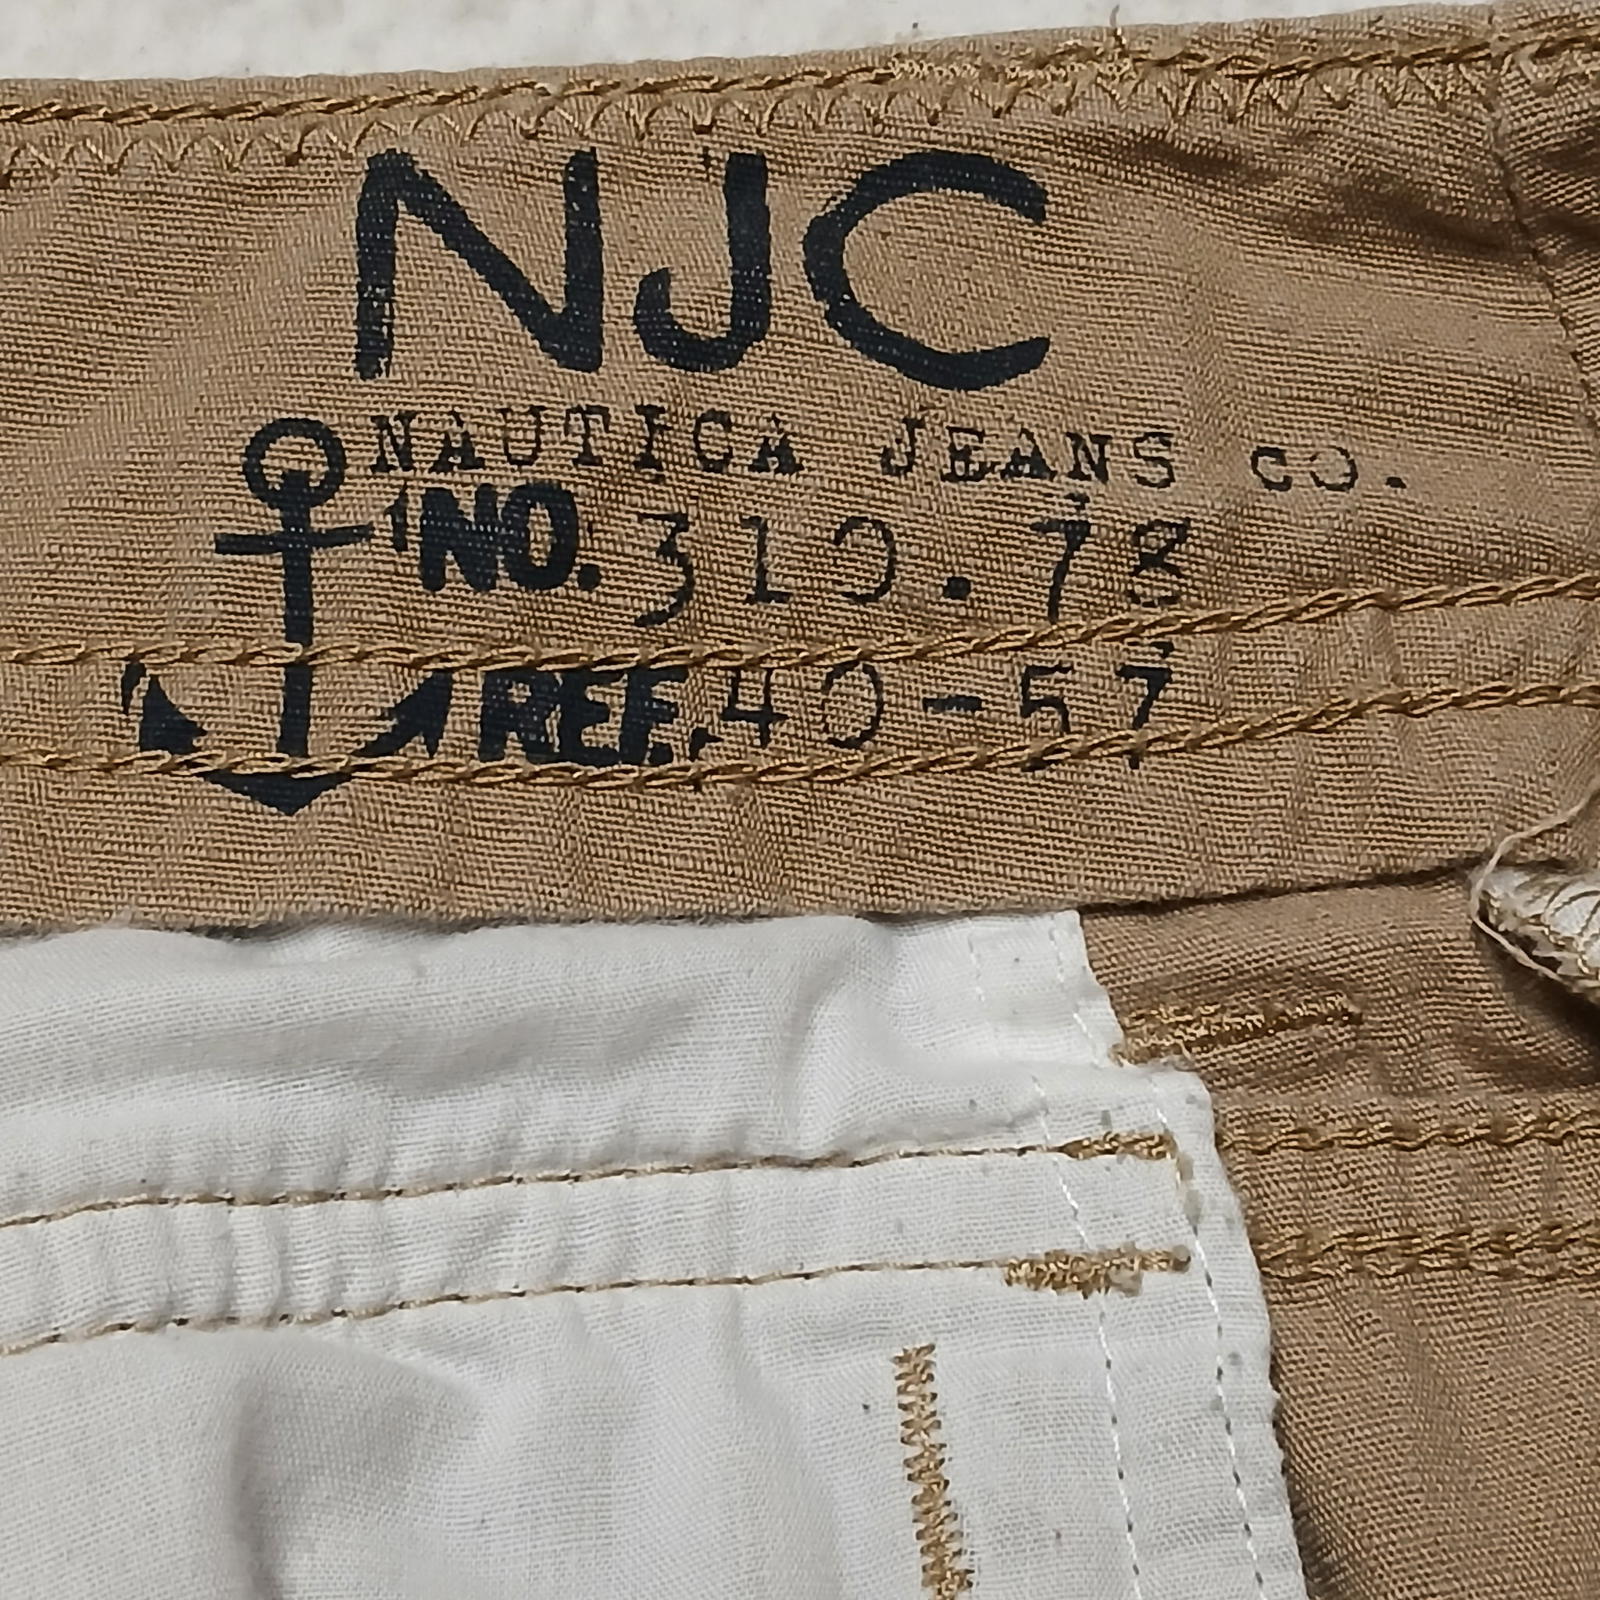 NJC
NAUTICA JEANS CO.
NO. 310.78
REF. 40-57